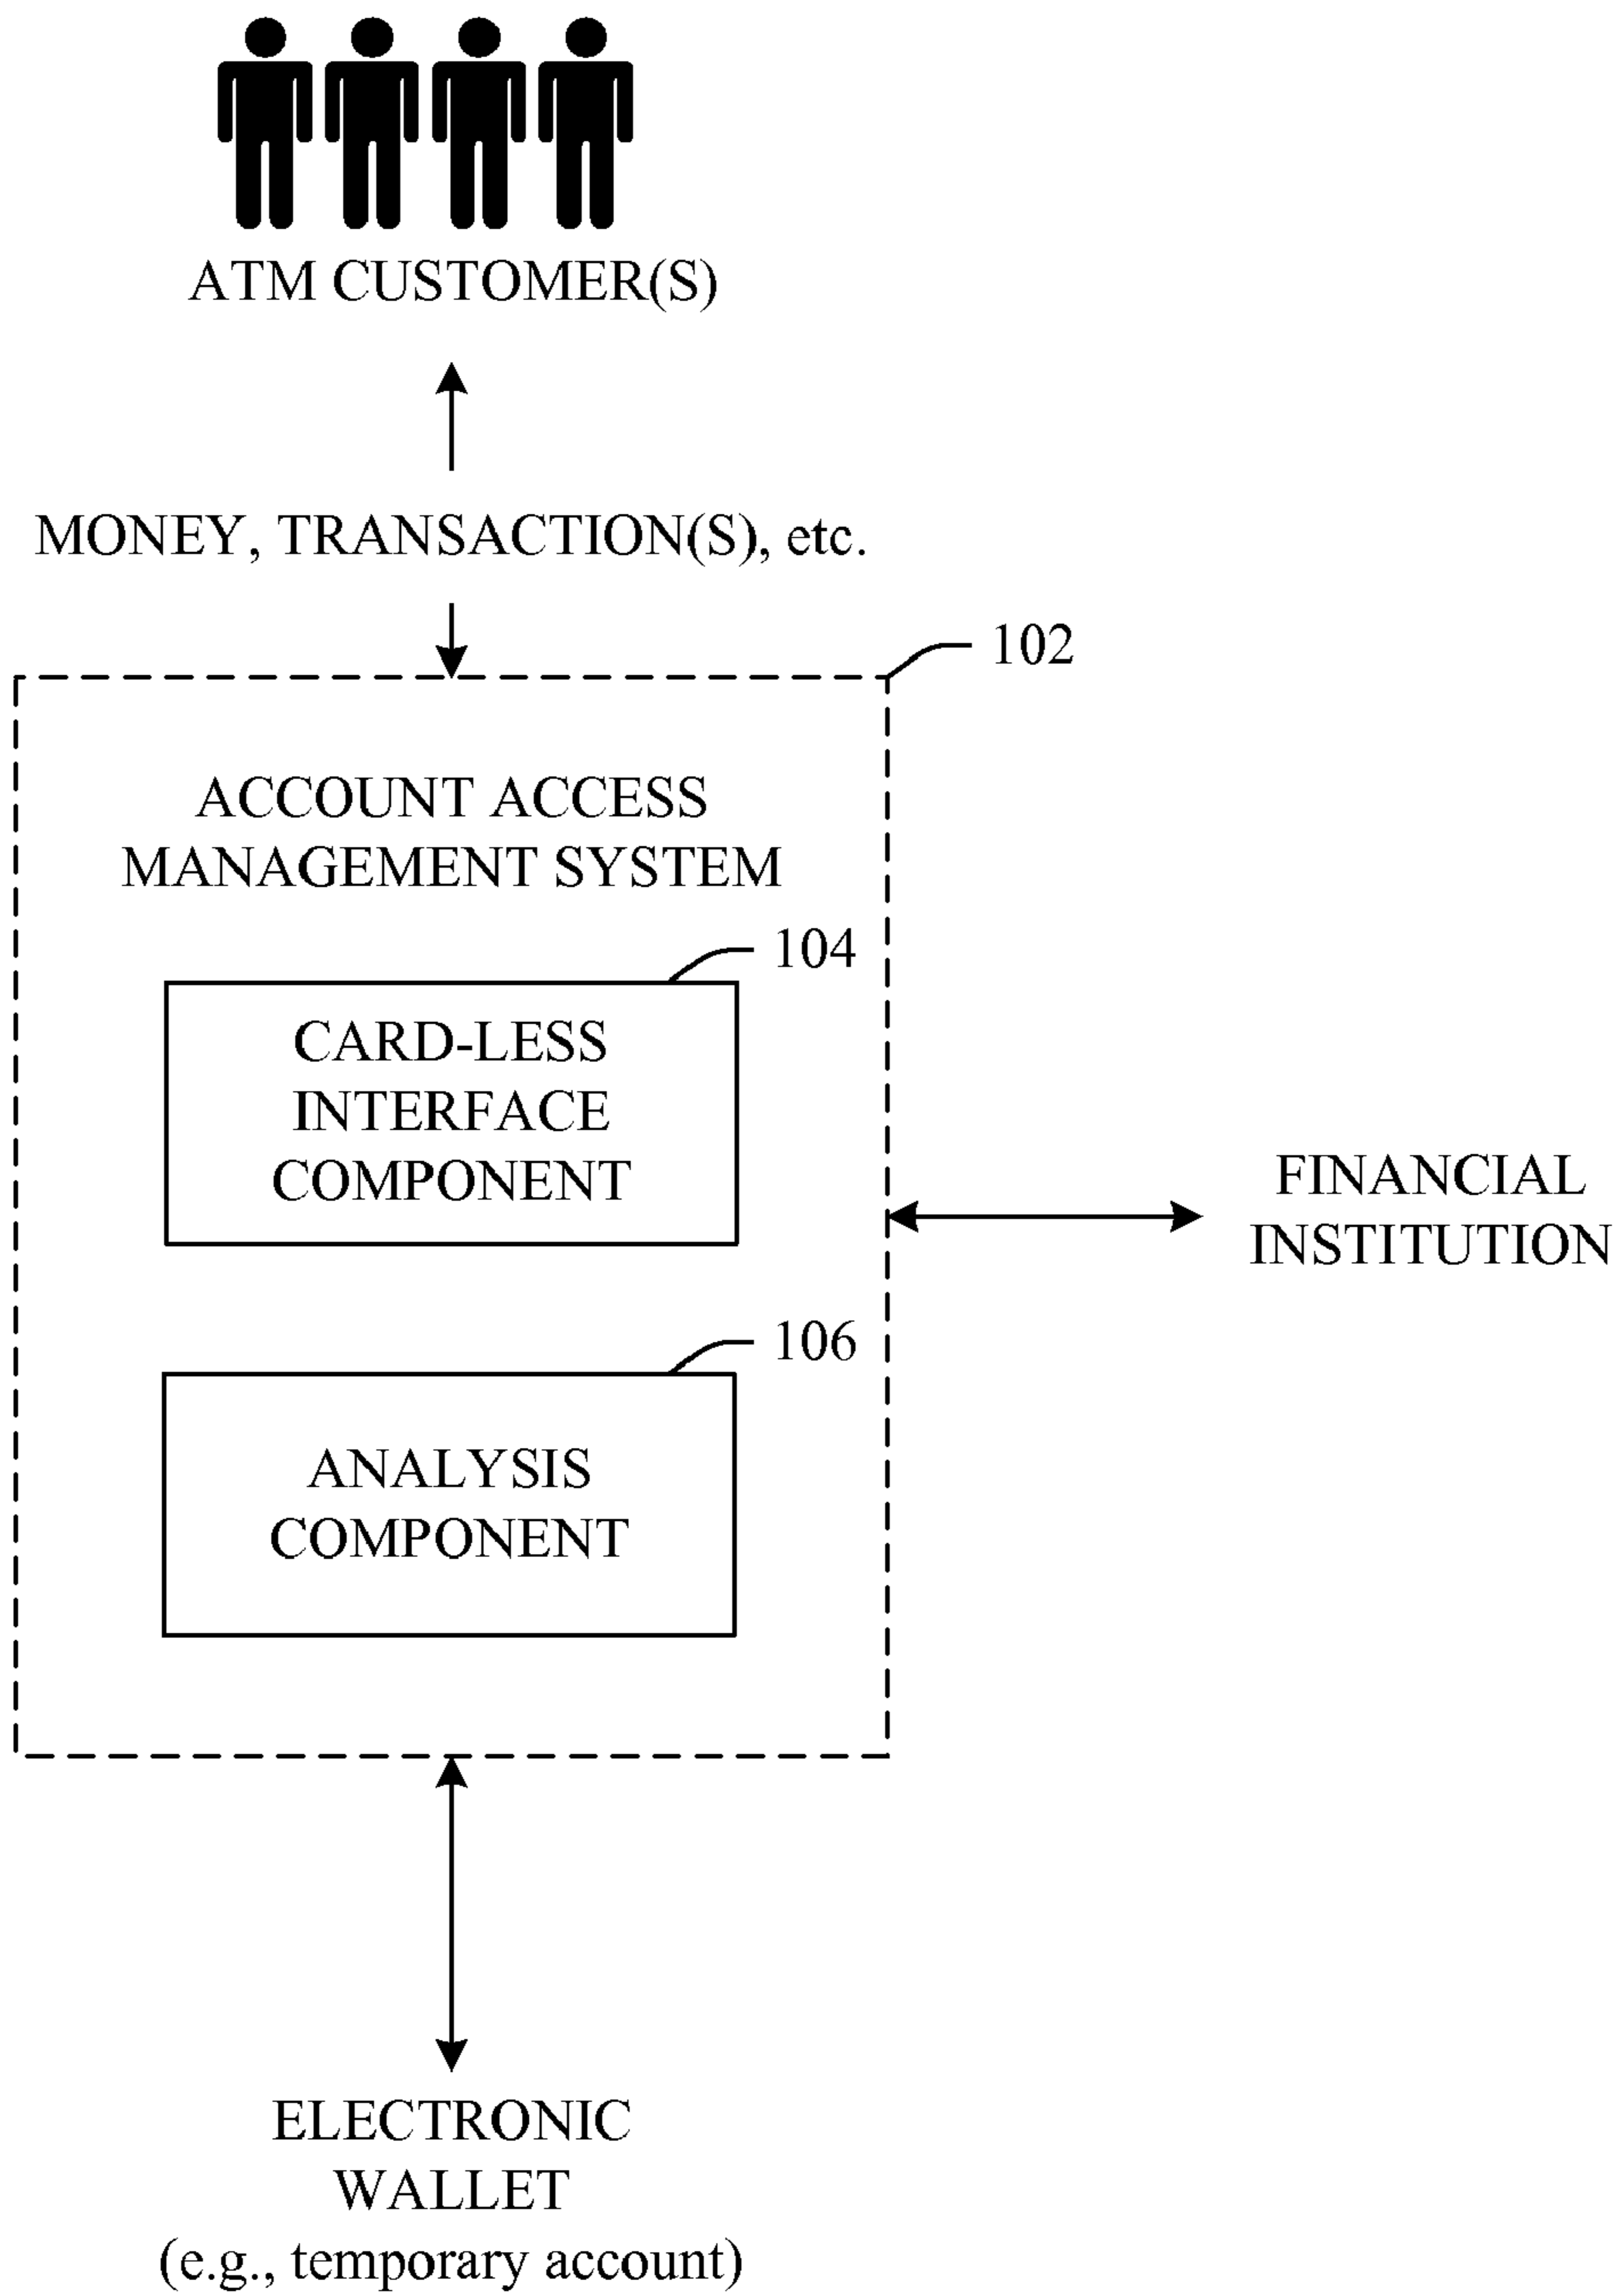 ATM CUSTOMER(S)
MONEY, TRANSACTION(S), etc.
102
ACCOUNT ACCESS
MANAGEMENT SYSTEM
104
CARD-LESS
INTERFACE
COMPONENT
FINANCIAL
INSTITUTION
106
ANALYSIS
COMPONENT
ELECTRONIC
WALLET
(e.g., temporary account)